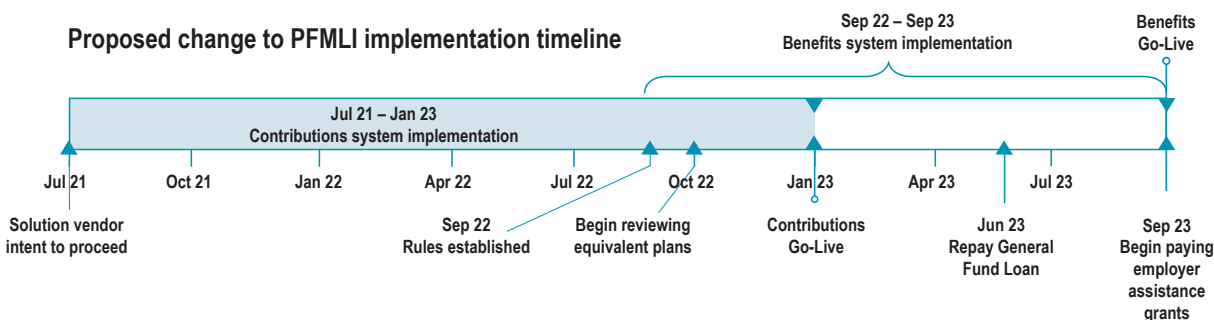 Proposed change to PFMLI implementation timeline
Sep 22 – Sep 23
Benefits system implementation
Benefits
Go-Live
Jul 21 – Jan 23
Contributions system implementation
Jul 21
Oct 21
Jan 22
Apr 22
Jul 22
Oct 22
Jan 23
Apr 23
Jul 23
Solution vendor
intent to proceed
Sep 22
Rules established
Begin reviewing
equivalent plans
Contributions
Go-Live
Jun 23
Repay General
Fund Loan
Sep 23
Begin paying
employer
assistance
grants